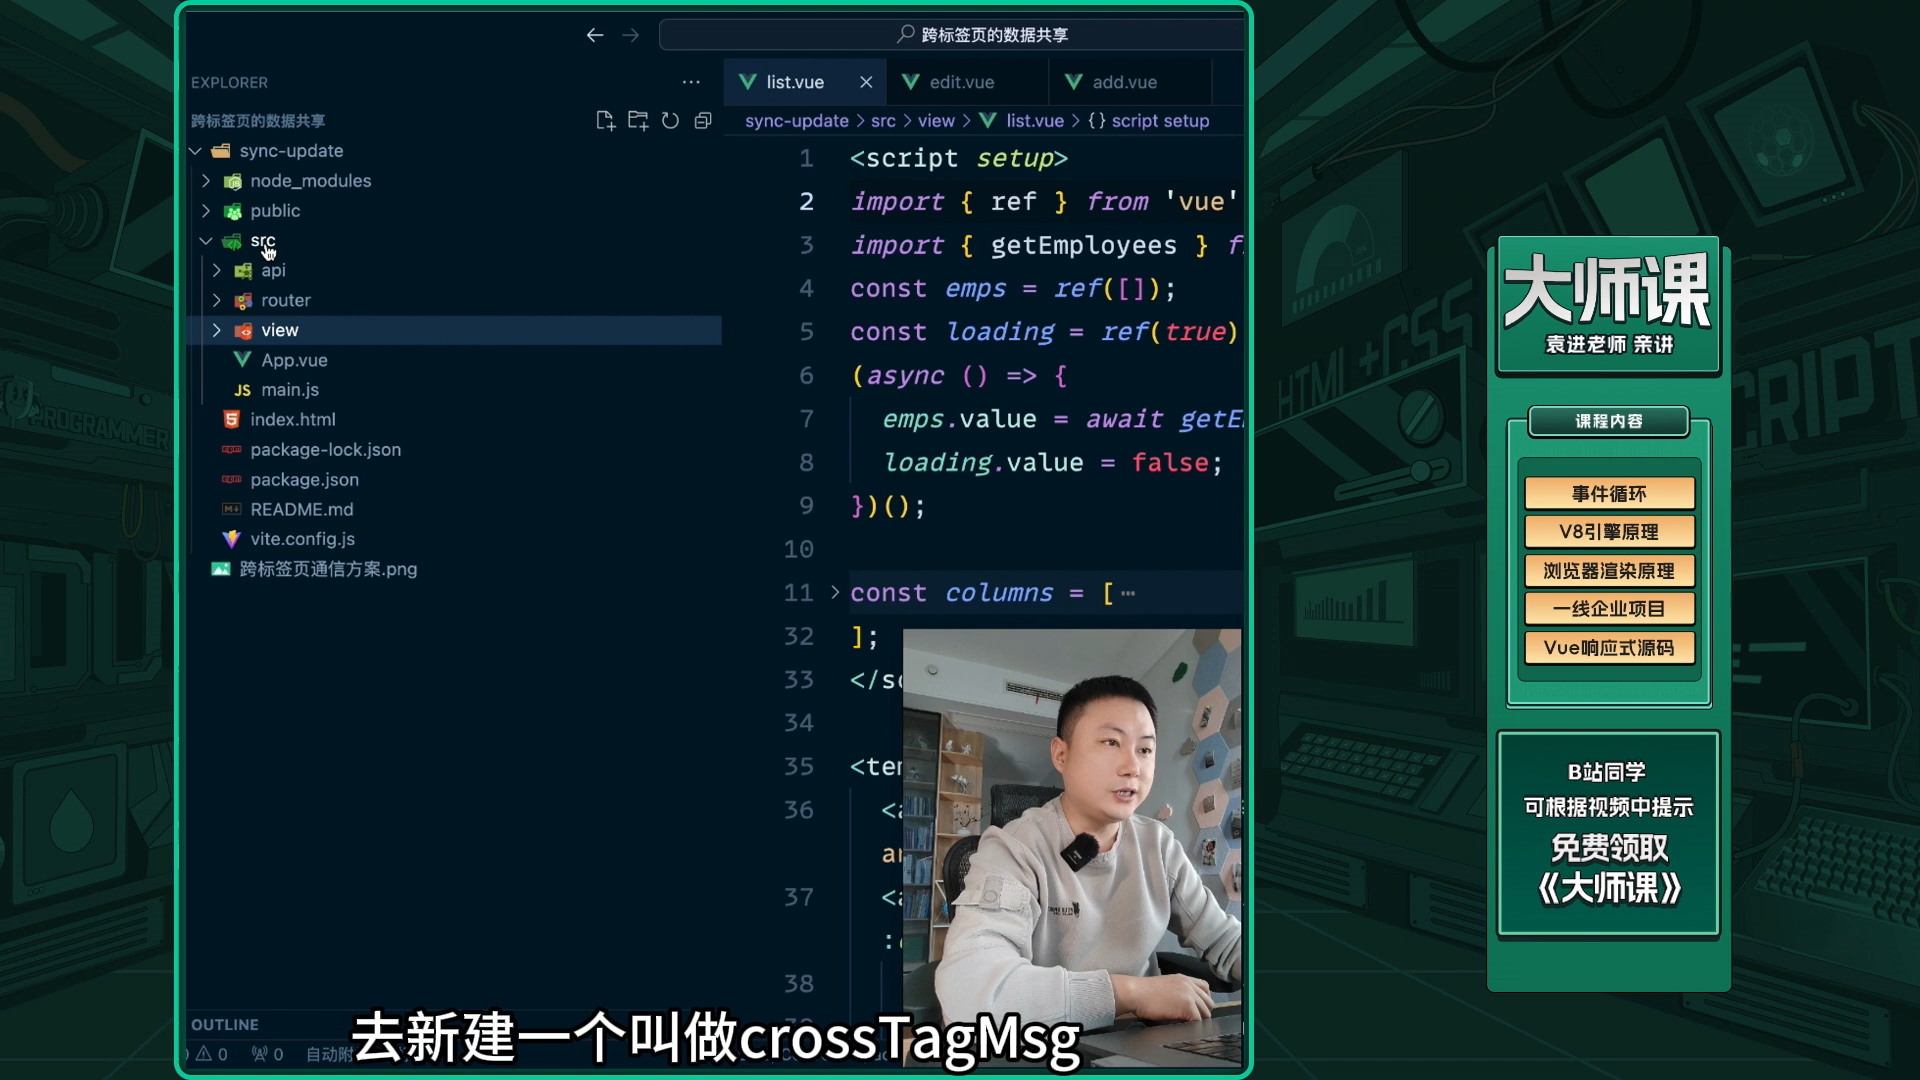 跨标签页的数据共享
EXPLORER
跨标签页的数据共享
sync-update
node_modules
public
src
api
router
view
App.vue
JS main.js
index.html
package-lock.json
package.json
README.md
vite.config.js
跨标签页通信方案.png
OUTLINE
0 0 自动附
list.vue
edit.vue
add.vue
sync-update > src > view > list.vue > {} script setup
1 <script setup>
2 import { ref } from 'vue'
3 import { getEmployees } f
4 const emps = ref([]);
5 const loading = ref(true)
6 (async () => {
7 emps.value = await getE
8 loading.value = false;
9 })();
10
11 const columns = [ ⋯
32 ];
33 </s
34
35 <te
36 <a
37 <a
38
去新建一个叫做crossTagMsg
大师课
袁进老师 亲讲
课程内容
事件循环
V8引擎原理
浏览器渲染原理
一线企业项目
Vue响应式源码
B站同学
可根据视频中提示
免费领取
《大师课》
PROGRAMMER
HTML+CSS
CRIPT